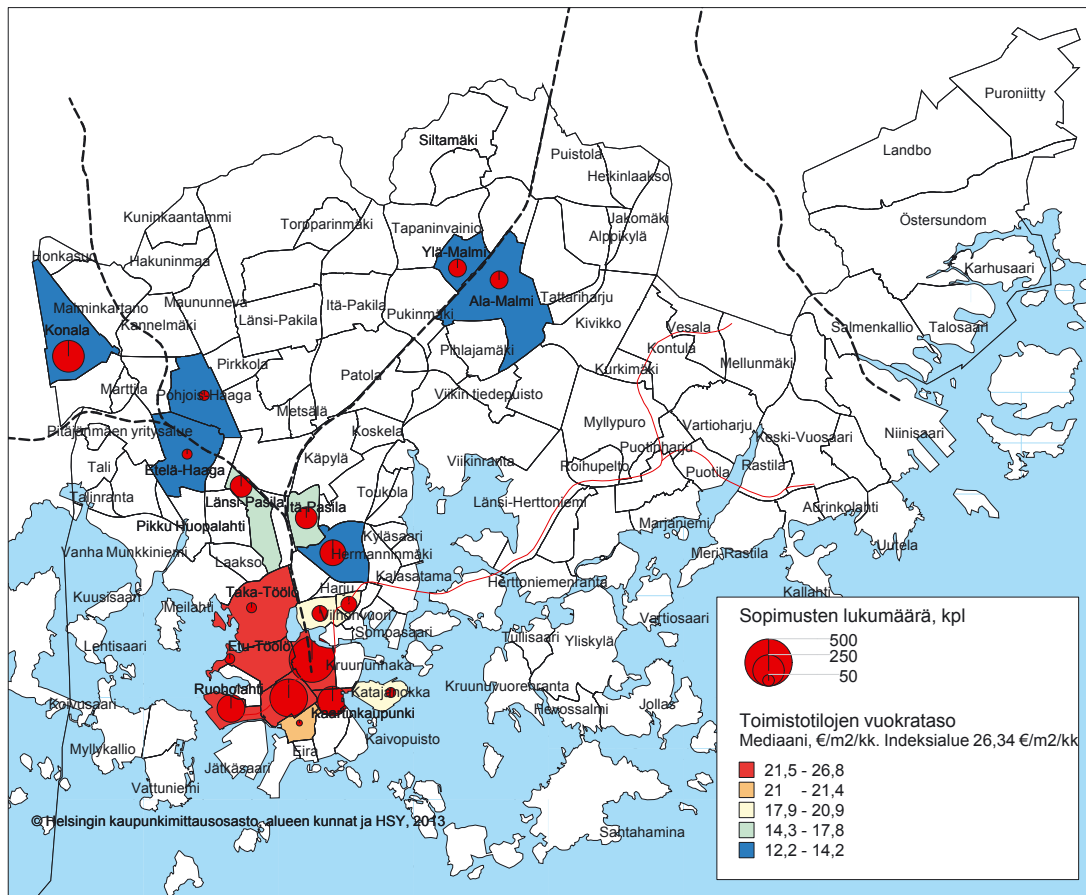 Puroniitty
Siltamäki
Landbo
Puistola
Heikinlaakso
Kuninkaantammi
Torpparinmäki
Tapaninvainio
Jakomäki
Östersundom
Alppikylä
Honkasuo
Hakuninmaa
Ylä-Malmi
Karhusaari
Malminkartano
Maununneva
Itä-Pakila
Ala-Malmi
Tattariharju
Kannelmäki
Länsi-Pakila
Pukinmäki
Kivikko
Vesala
Salmenkallio
Talosaari
Konala
Kontula
Pihlajamäki
Mellunmäki
Pirkkola
Patola
Kurkimäki
Marttila
Pohjois-Haaga
Viikin tiedepuisto
Metsälä
Myllypuro
Vartioharju
Pitäjänmäen yritysalue
Koskela
Keski-Vuosaari
Niinisaari
Puotinharju
Tali
Etelä-Haaga
Käpylä
Viikinranta
Roihupelto
Puotila
Rastila
Talinranta
Länsi-Pasila
Itä-Pasila
Toukola
Länsi-Herttoniemi
Aurinkolahti
Pikku Huopalahti
Marjaniemi
Kyläsaari
Uutela
Vanha Munkkiniemi
Hermanninmäki
Meri-Rastila
Laakso
Kalasatama
Herttoniemenranta
Kuusisaari
Taka-Töölö
Harju
Kallahti
Meilahti
Vilhonvuori
Vartiosaari
Sompasaari
Lehtisaari
Etu-Töölö
Tullisaari
Yliskylä
Kruununhaka
Ruoholahti
Katajanokka
Kruunuvuorenranta
Koivusaari
Kaartinkaupunki
Hevossalmi
Jollas
Kaivopuisto
Myllykallio
Eira
Jätkäsaari
Vattuniemi
Santahamina
© Helsingin kaupunkimittausosasto, alueen kunnat ja HSY, 2013
Sopimusten lukumäärä, kpl
500
250
50
Toimistotilojen vuokrataso
Mediaani, €/m2/kk. Indeksialue 26,34 €/m2/kk
21,5 - 26,8
21 - 21,4
17,9 - 20,9
14,3 - 17,8
12,2 - 14,2